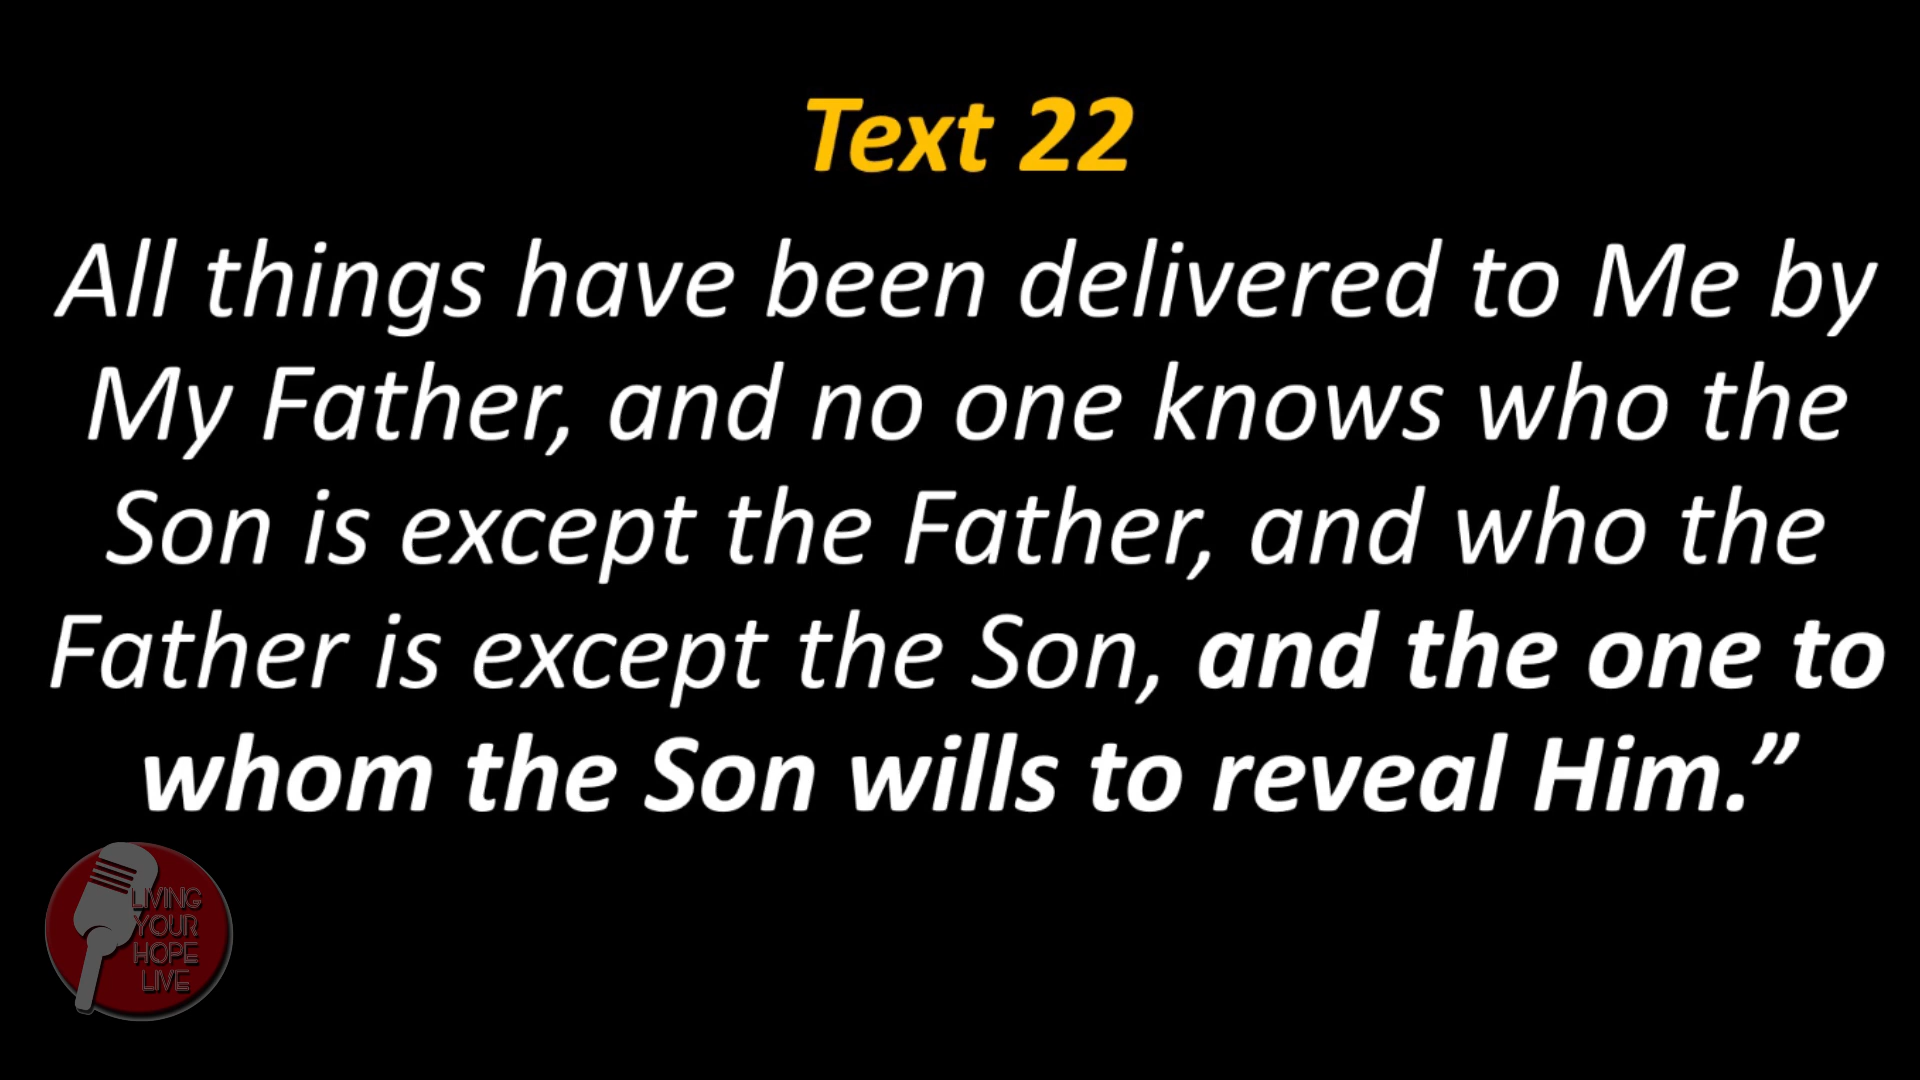 Text 22
All things have been delivered to Me by
My Father, and no one knows who the
Son is except the Father, and who the
Father is except the Son, and the one to
whom the Son wills to reveal Him.”
LIVING
YOUR
HOPE
LIVE